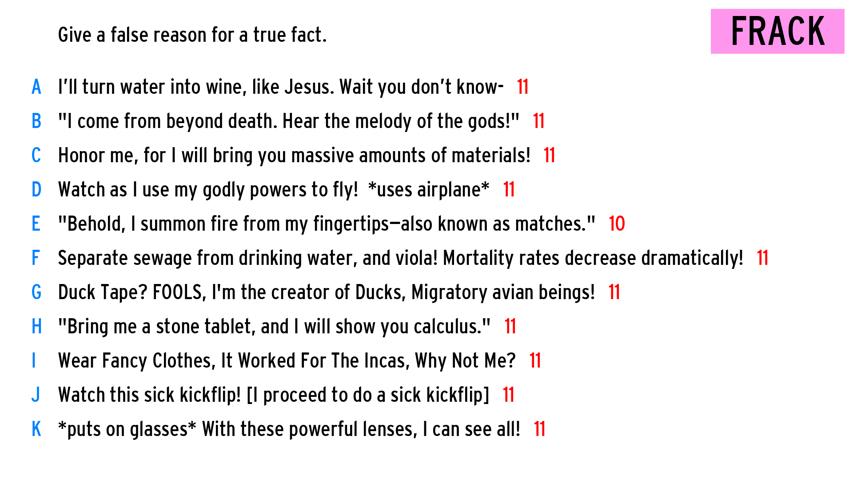 Give a false reason for a true fact.
FRACK
A I'll turn water into wine, like Jesus. Wait you don't know- 11
B "I come from beyond death. Hear the melody of the gods!" 11
C Honor me, for I will bring you massive amounts of materials! 11
D Watch as I use my godly powers to fly! *uses airplane* 11
E "Behold, I summon fire from my fingertips—also known as matches." 10
F Separate sewage from drinking water, and viola! Mortality rates decrease dramatically! 11
G Duck Tape? FOOLS, I'm the creator of Ducks, Migratory avian beings! 11
H "Bring me a stone tablet, and I will show you calculus." 11
I Wear Fancy Clothes, It Worked For The Incas, Why Not Me? 11
J Watch this sick kickflip! [I proceed to do a sick kickflip] 11
K *puts on glasses* With these powerful lenses, I can see all! 11